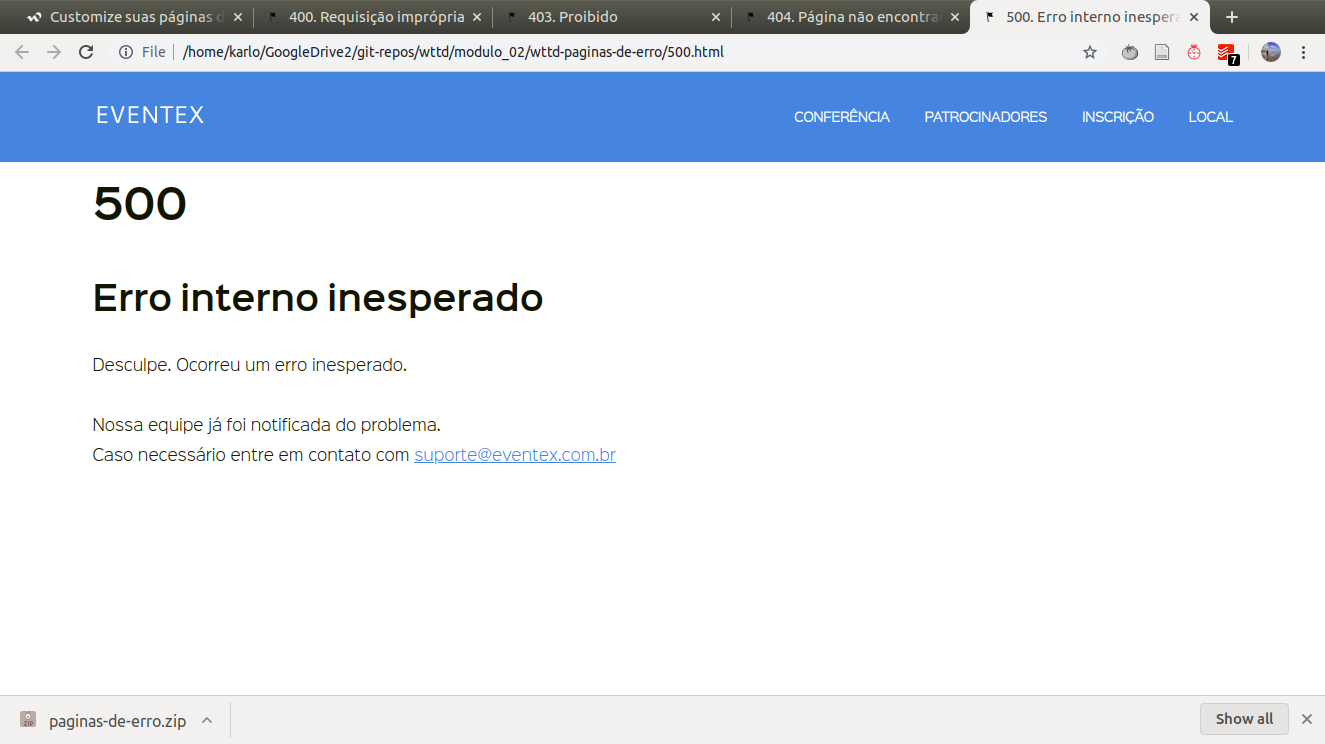 Customize suas páginas d
400. Requisição imprópria
403. Proibido
404. Página não encontra
500. Erro interno inespera
File
/home/karlo/GoogleDrive2/git-repos/wttd/modulo_02/wttd-paginas-de-erro/500.html
7
EVENTEX
CONFERÊNCIA
PATROCINADORES
INSCRIÇÃO
LOCAL
500
Erro interno inesperado
Desculpe. Ocorreu um erro inesperado.
Nossa equipe já foi notificada do problema.
Caso necessário entre em contato com suporte@eventex.com.br
ZIP
paginas-de-erro.zip
Show all